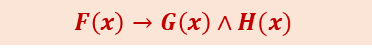 F(x) → G(x) ∧ H(x)